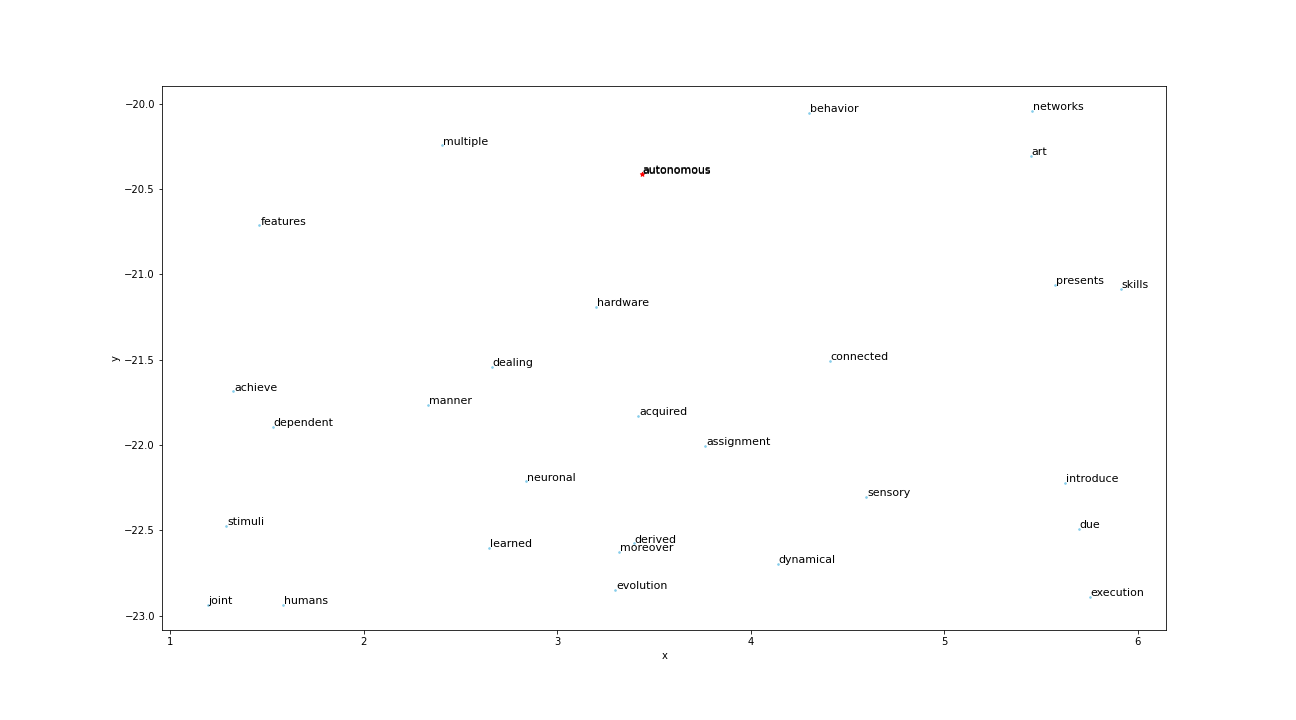 −20.0
behavior
networks
multiple
art
autonomous
−20.5
features
−21.0
presents
skills
hardware
y
−21.5
dealing
connected
achieve
manner
acquired
dependent
−22.0
assignment
neuronal
introduce
sensory
stimuli
−22.5
due
learned
derived
moreover
dynamical
evolution
execution
joint
humans
−23.0
1
2
3
4
5
6
x